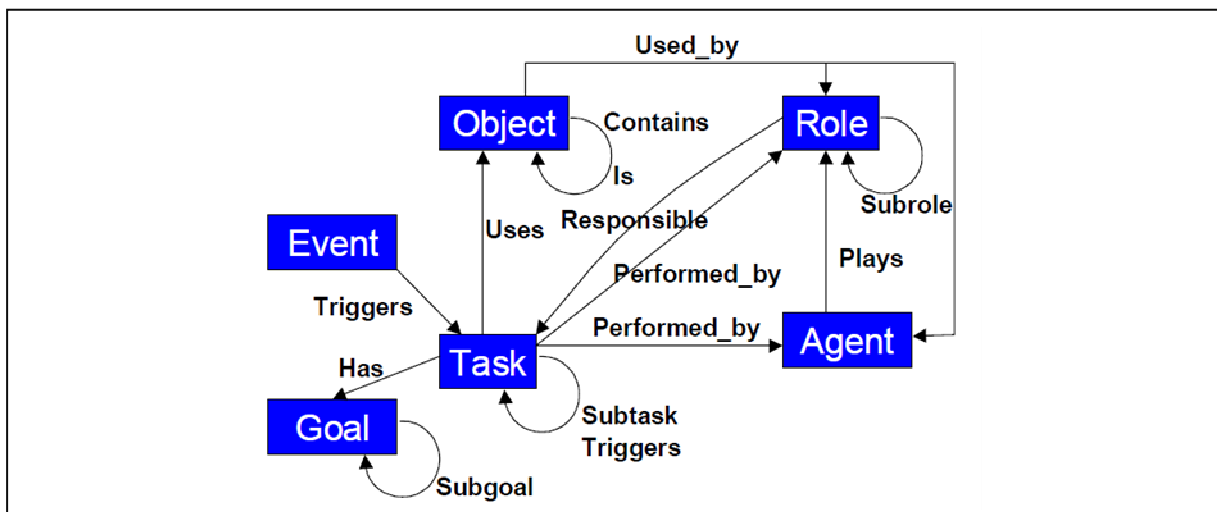 Used_by
Object
Contains
Role
Is
Subrole
Uses
Responsible
Event
Plays
Performed_by
Triggers
Performed_by
Agent
Task
Has
Goal
Subtask
Triggers
Subgoal